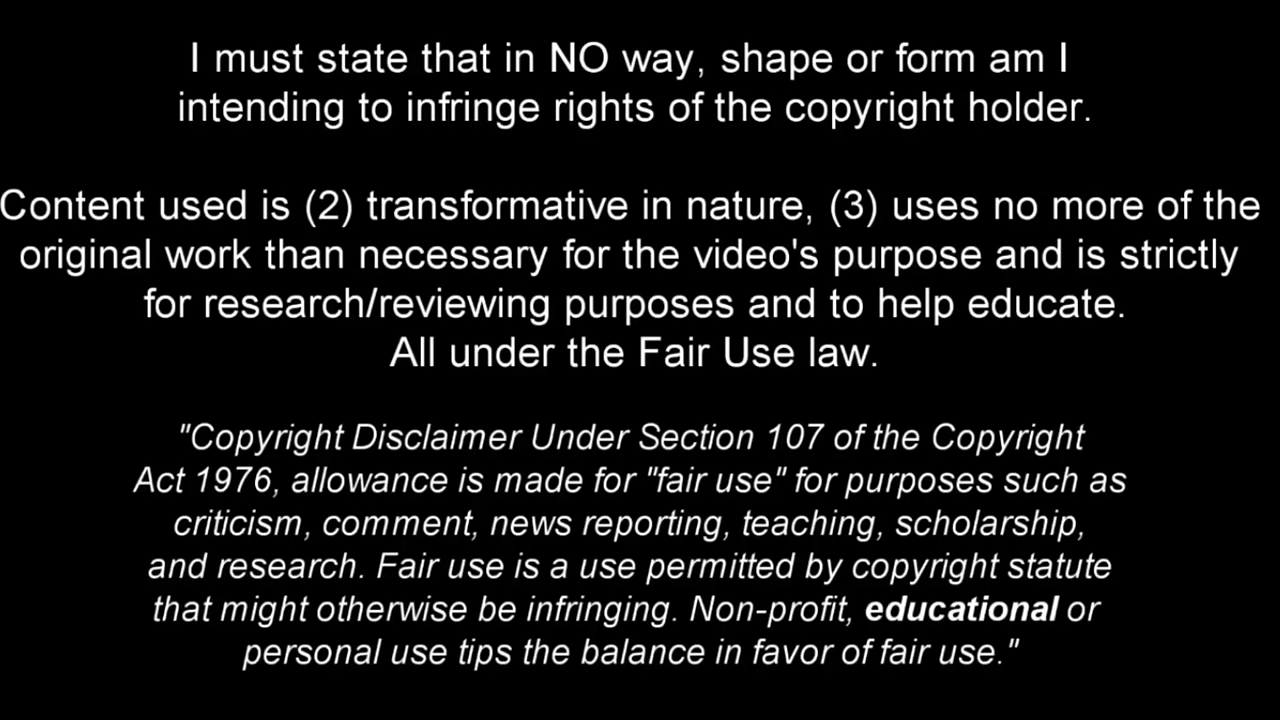 I must state that in NO way, shape or form am I
intending to infringe rights of the copyright holder.
Content used is (2) transformative in nature, (3) uses no more of the
original work than necessary for the video's purpose and is strictly
for research/reviewing purposes and to help educate.
All under the Fair Use law.
"Copyright Disclaimer Under Section 107 of the Copyright
Act 1976, allowance is made for "fair use" for purposes such as
criticism, comment, news reporting, teaching, scholarship,
and research. Fair use is a use permitted by copyright statute
that might otherwise be infringing. Non-profit, educational or
personal use tips the balance in favor of fair use."